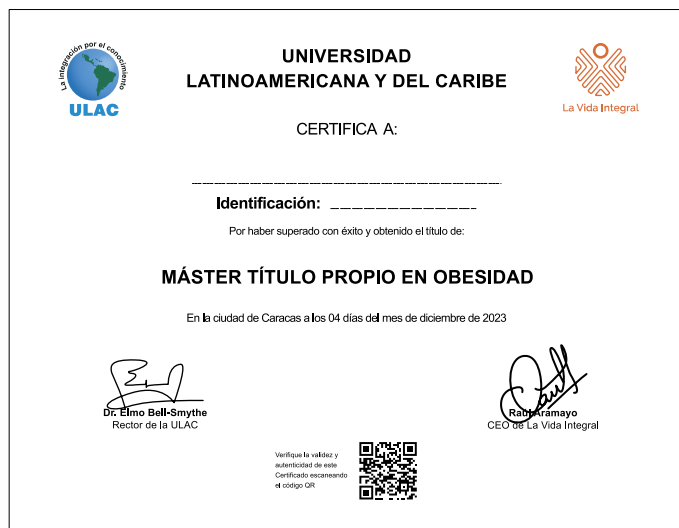 La integración por el conocimiento
ULAC
UNIVERSIDAD
LATINOAMERICANA Y DEL CARIBE
La Vida Integral
CERTIFICA A:
Identificación:
Por haber superado con éxito y obtenido el título de:
MÁSTER TÍTULO PROPIO EN OBESIDAD
En la ciudad de Caracas a los 04 días del mes de diciembre de 2023
Dr. Elmo Bell-Smythe
Rector de la ULAC
Raúl Aramayo
CEO de La Vida Integral
Verifique la validez y
autenticidad de este
Certificado escaneando
el código QR